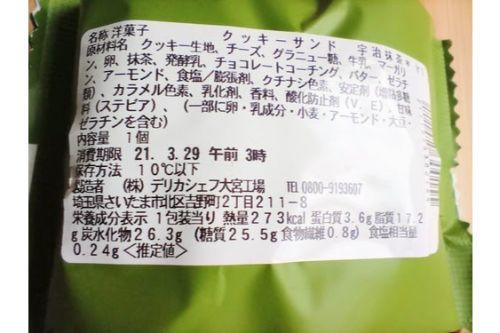 名称 洋菓子 クッキーサンド 宇治抹茶
原材料名 クッキー生地、チーズ、グラニュー糖、牛乳、マーガリ
ン、卵、抹茶、発酵乳、チョコレートコーチング、バター、ゼラチ
ン、アーモンド、食塩/膨張剤、クチナシ色素、安定剤(増粘多糖
類)、カラメル色素、乳化剤、香料、酸化防止剤(V.E)、甘味
料(ステビア)、(一部に卵・乳成分・小麦・アーモンド・大豆・
ゼラチンを含む)
内容量 1個
消費期限 21. 3.29 午前 3時
保存方法 10℃以下
製造者 (株)デリカシェフ大宮工場 TEL 0800-9193607
埼玉県さいたま市北区吉野町2丁目211-8
栄養成分表示 1包装当り 熱量273kcal 蛋白質3.6g 脂質17.2
g 炭水化物26.3g (糖質25.5g 食物繊維0.8g) 食塩相当量
0.24g <推定値>